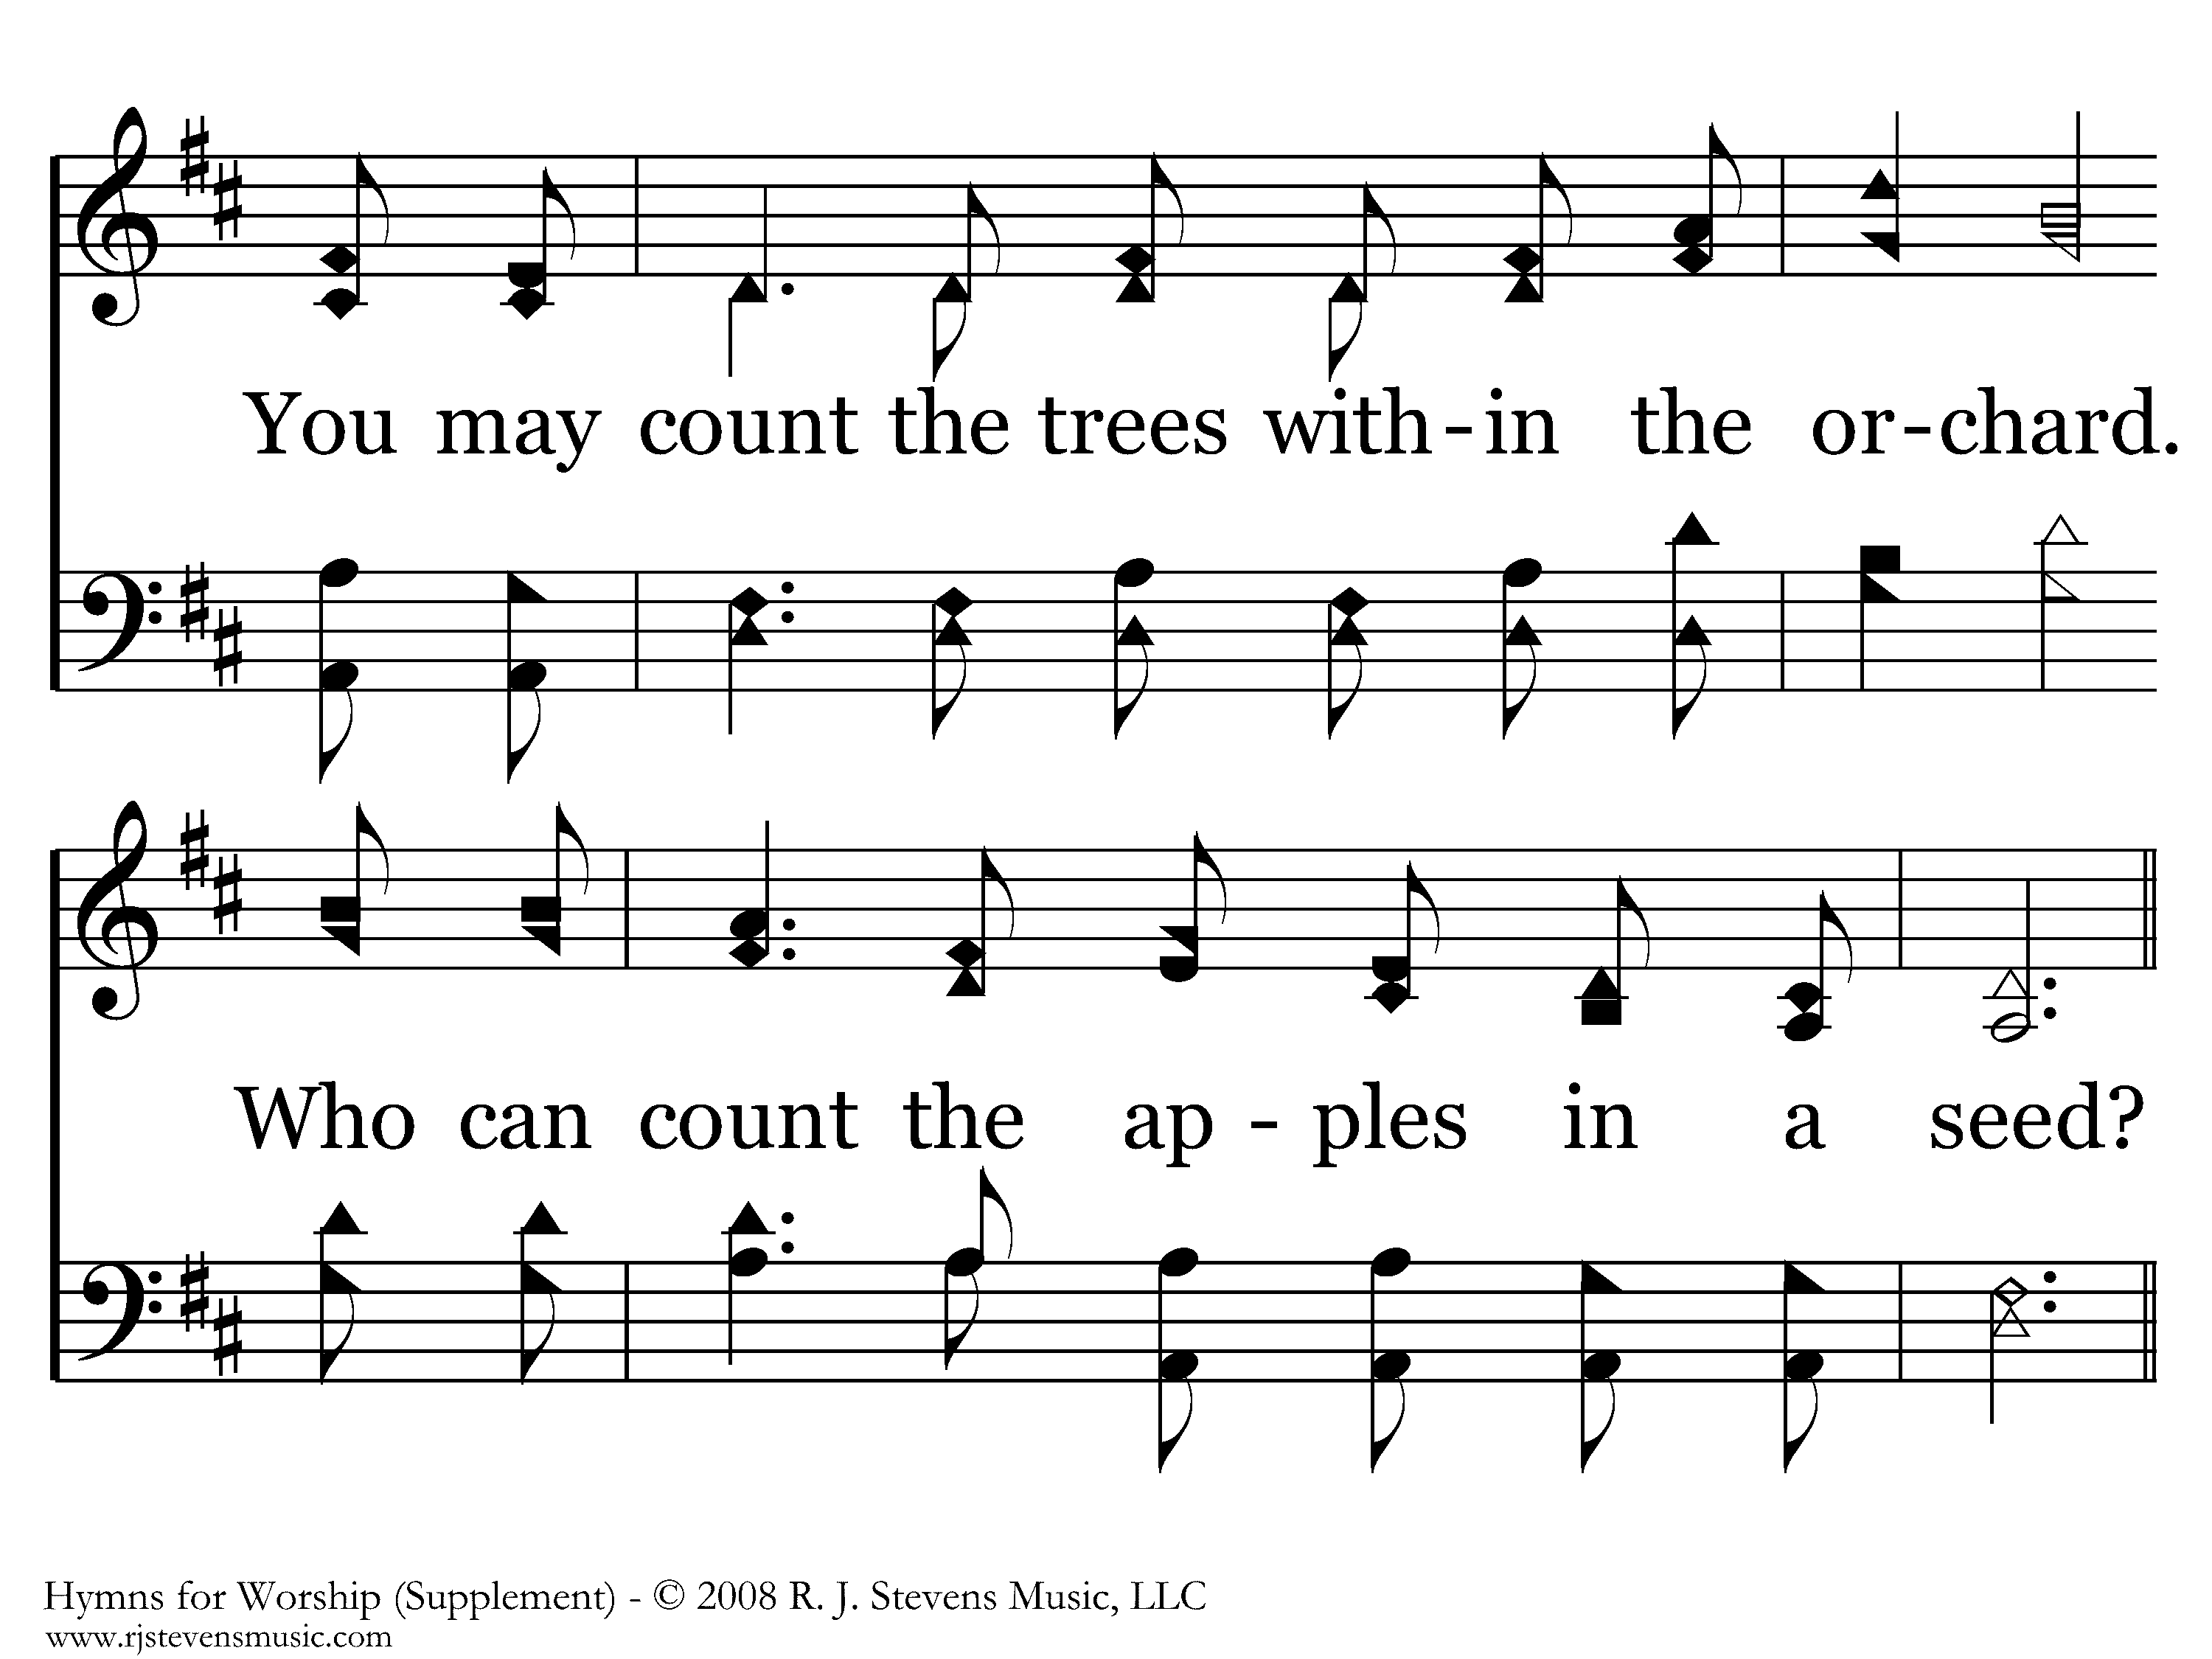 You may count the trees with-in the or-chard.
Who can count the ap - ples in a seed?
Hymns for Worship (Supplement) - © 2008 R. J. Stevens Music, LLC
www.rjstevensmusic.com